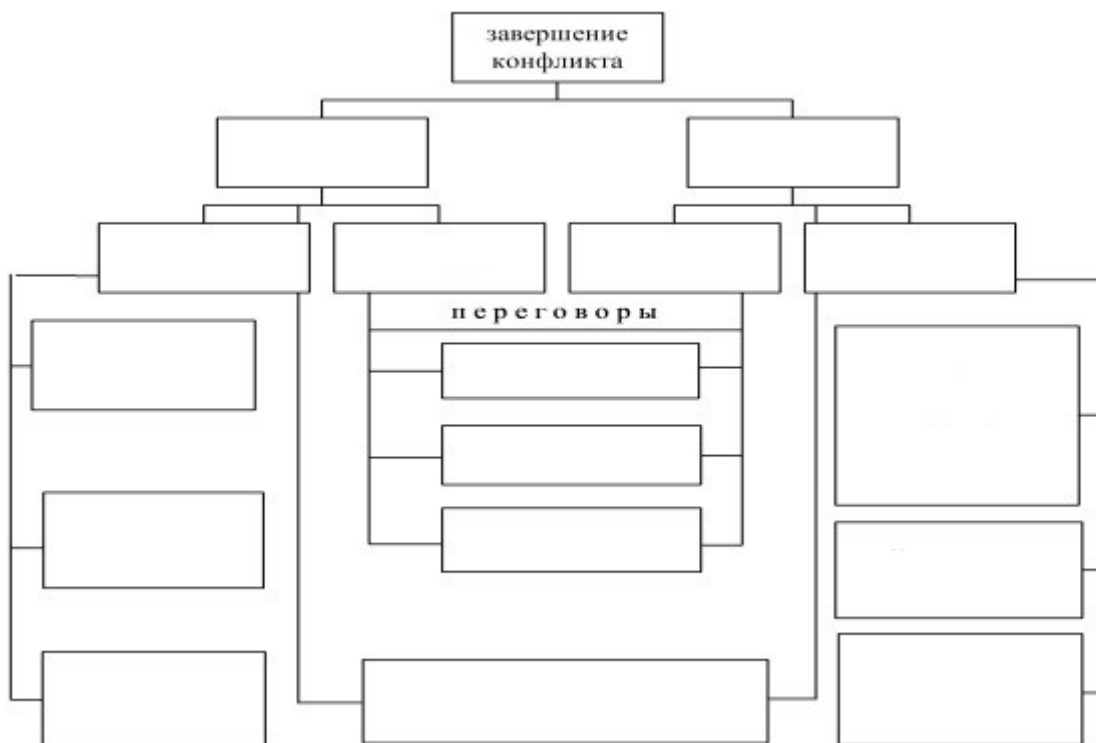 завершение
конфликта
переговоры